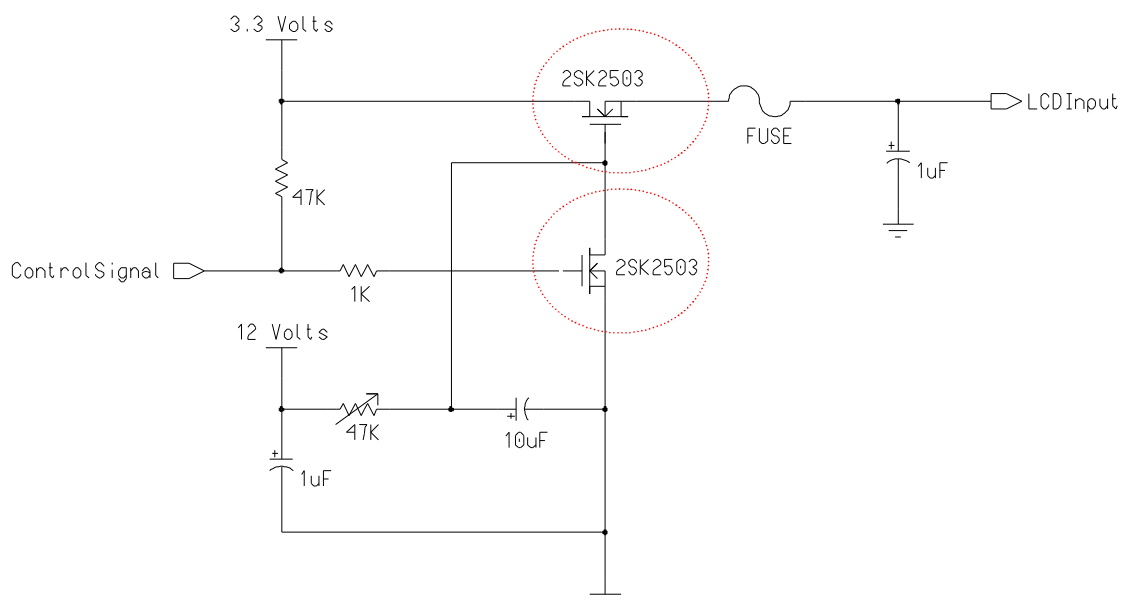 3.3 Volts
2SK2503
LCDInput
FUSE
1uF
47K
ControlSignal
1K
2SK2503
12 Volts
47K
10uF
1uF